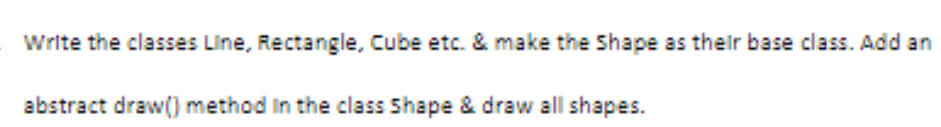 Write the classes Line, Rectangle, Cube etc. & make the Shape as their base class. Add an
abstract draw() method in the class Shape & draw all shapes.